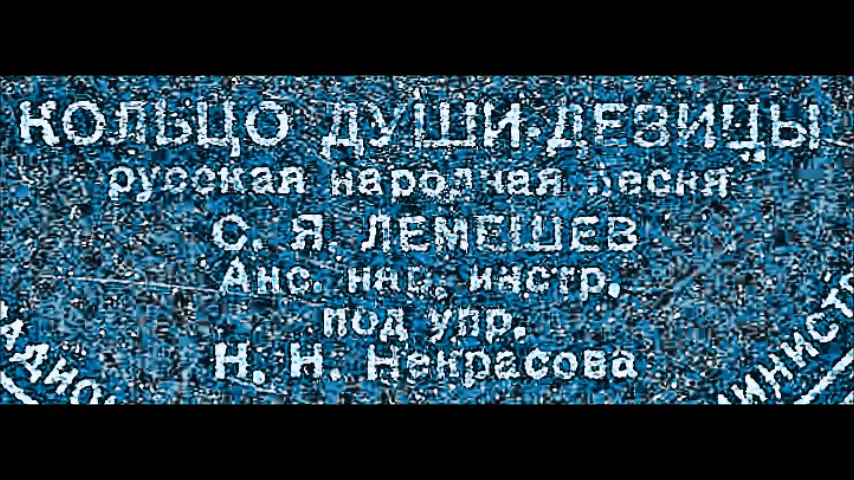 КОЛЬЦО ДУШИ-ДЕВИЦЫ
русская народная песня
С. Я. ЛЕМЕШЕВ
Анс. нар. инстр.
под упр.
Н. Н. Некрасова